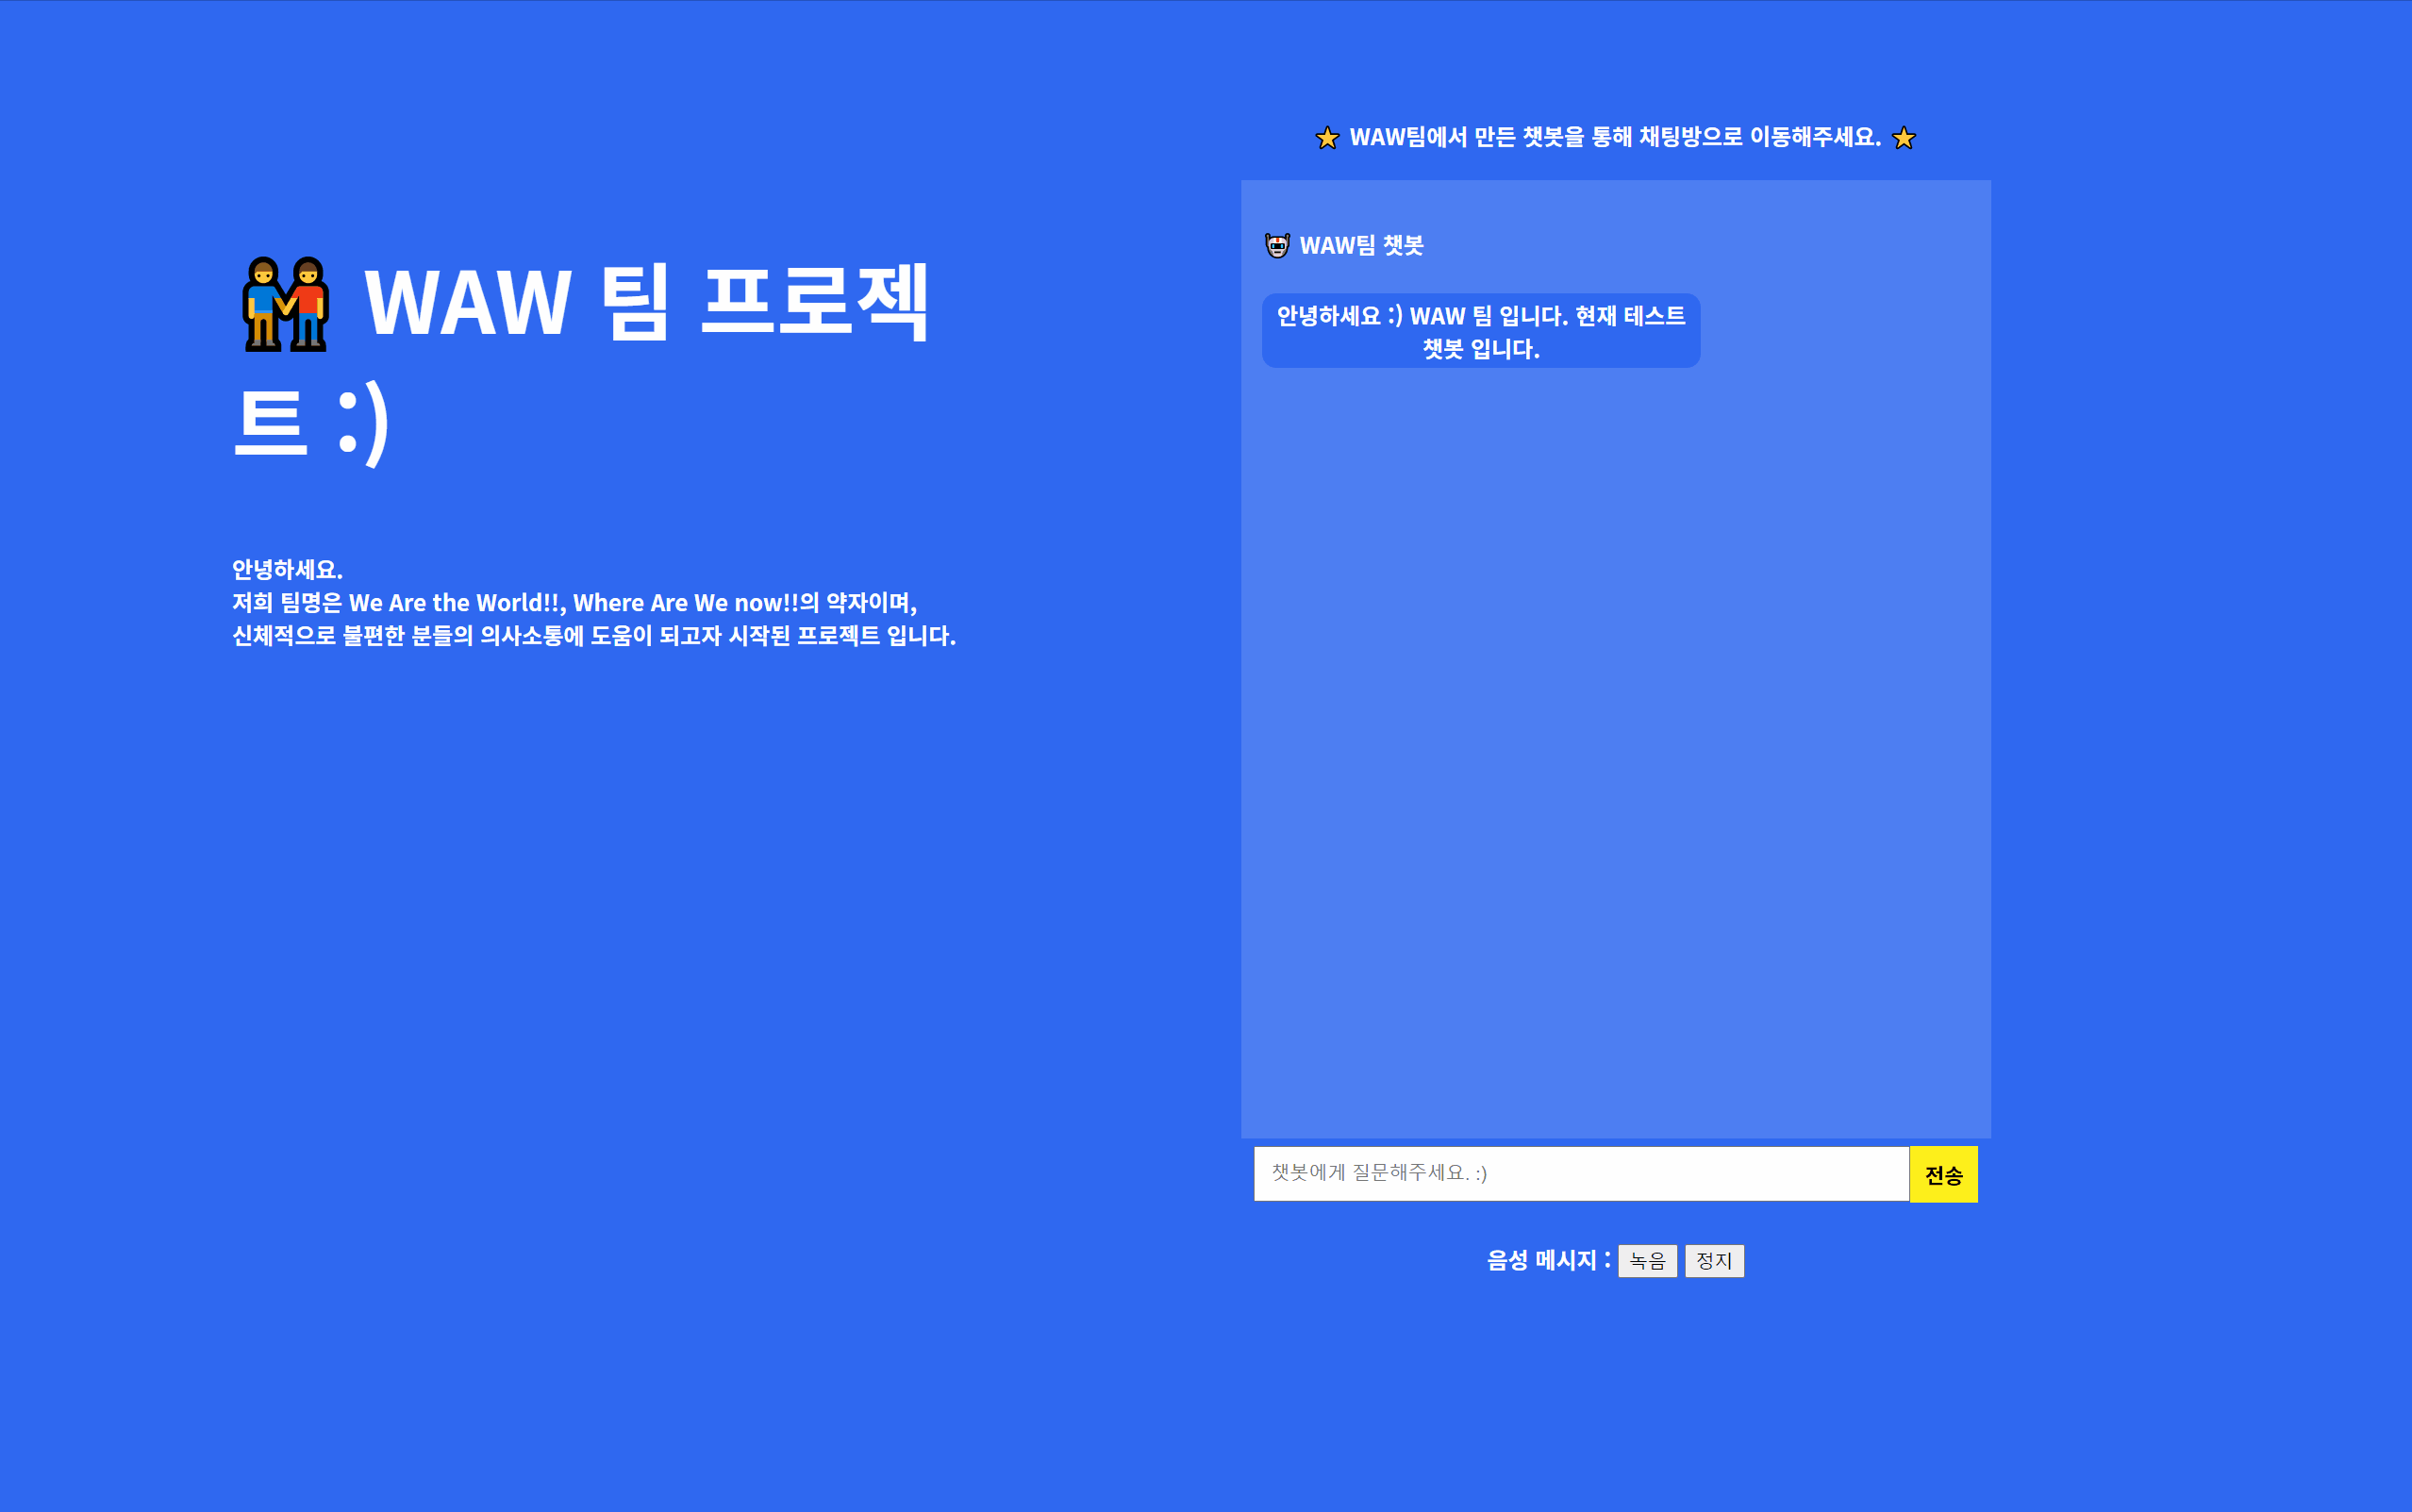 WAW 팀 프로젝
트 :)
안녕하세요.
저희 팀명은 We Are the World!!, Where Are We now!!의 약자이며,
신체적으로 불편한 분들의 의사소통에 도움이 되고자 시작된 프로젝트 입니다.
WAW팀에서 만든 챗봇을 통해 채팅방으로 이동해주세요.
WAW팀 챗봇
안녕하세요 :) WAW 팀 입니다. 현재 테스트
챗봇 입니다.
챗봇에게 질문해주세요. :)
전송
음성 메시지 : 녹음 정지